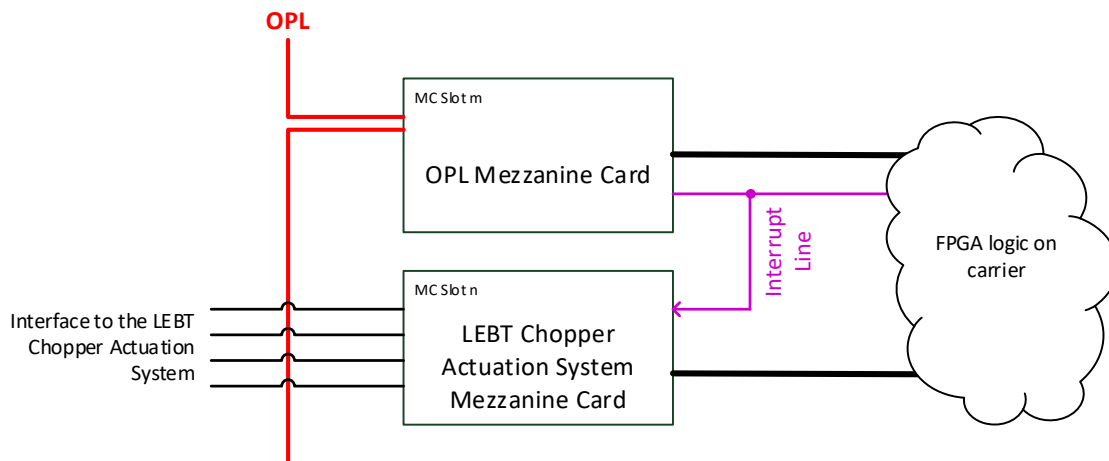 OPL
MC Slot m
OPL Mezzanine Card
Interrupt
Line
FPGA logic on
carrier
MC Slot n
LEBT Chopper
Actuation System
Mezzanine Card
Interface to the LEBT
Chopper Actuation
System